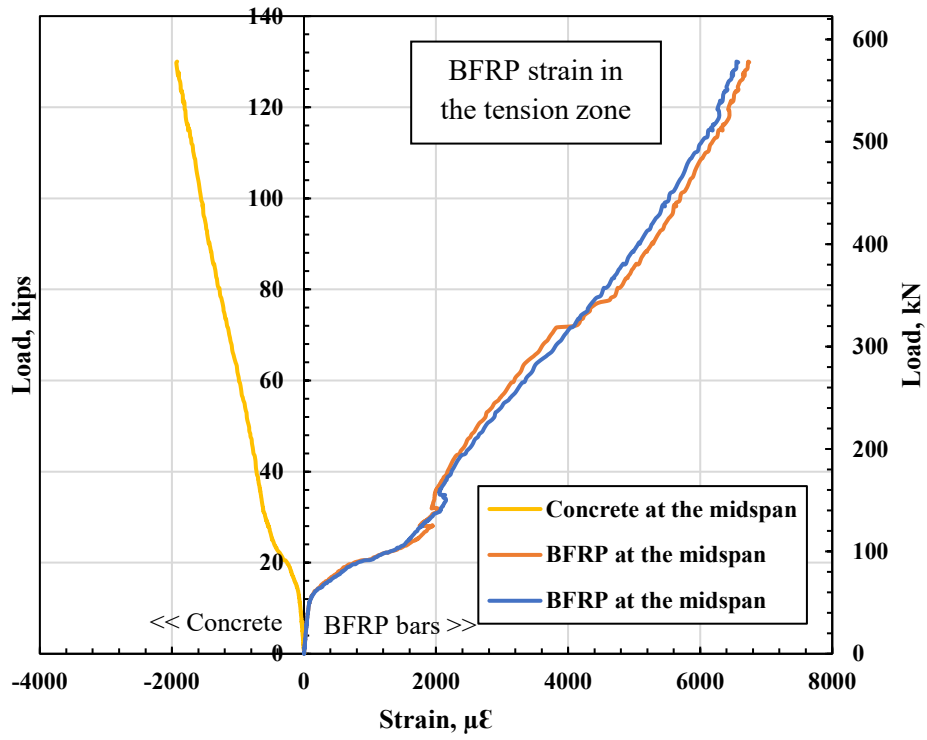 BFRP strain in
the tension zone
140
120
100
80
60
40
20
0
Load, kips
600
500
400
300
200
100
0
Load, kN
Concrete at the midspan
BFRP at the midspan
BFRP at the midspan
<< Concrete
BFRP bars >>
-4000
-2000
0
2000
4000
6000
8000
Strain, µƐ